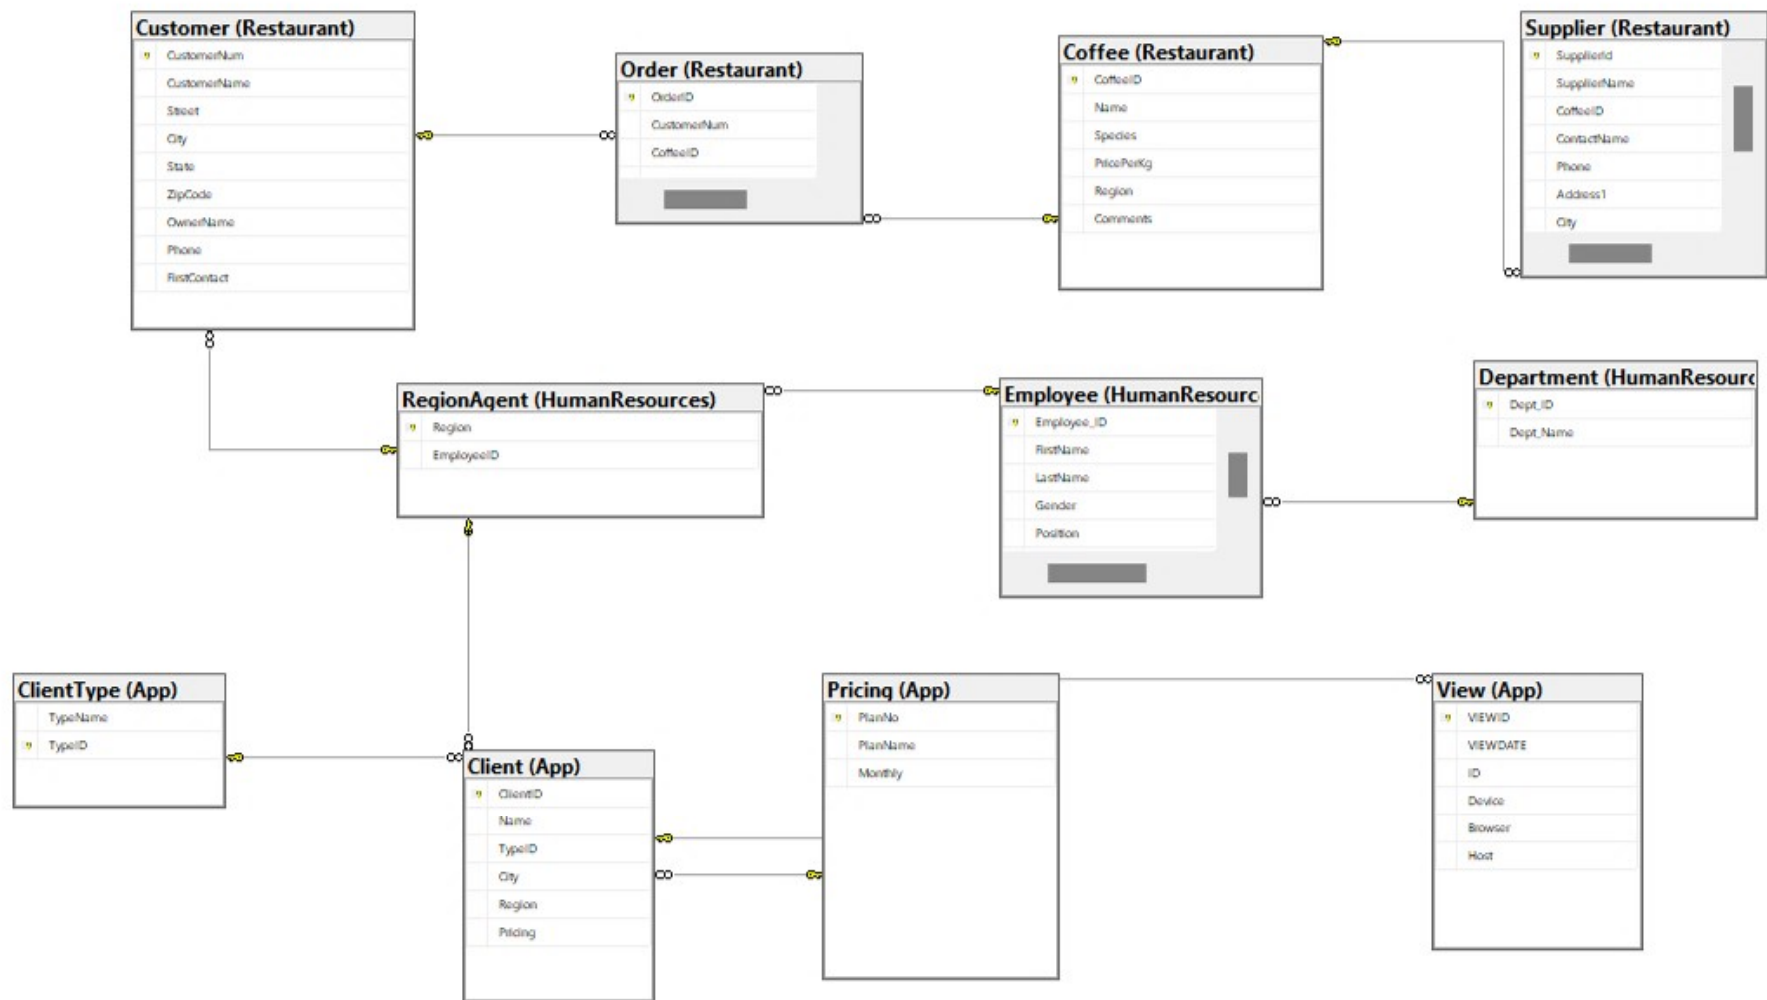 Customer (Restaurant)
CustomerNum
CustomerName
Street
City
State
ZipCode
OwnerName
Phone
FirstContact
Order (Restaurant)
OrderID
CustomerNum
CoffeeID
Coffee (Restaurant)
CoffeeID
Name
Species
PricePerKg
Region
Comments
Supplier (Restaurant)
SupplierId
SupplierName
CoffeeID
ContactName
Phone
Address1
City
RegionAgent (HumanResources)
Region
EmployeeID
Employee (HumanResourc
Employee_ID
FirstName
LastName
Gender
Position
Department (HumanResourc
Dept_ID
Dept_Name
ClientType (App)
TypeName
TypeID
Client (App)
ClientID
Name
TypeID
City
Region
Pricing
Pricing (App)
PlanNo
PlanName
Monthly
View (App)
VIEWID
VIEWDATE
ID
Device
Browser
Host